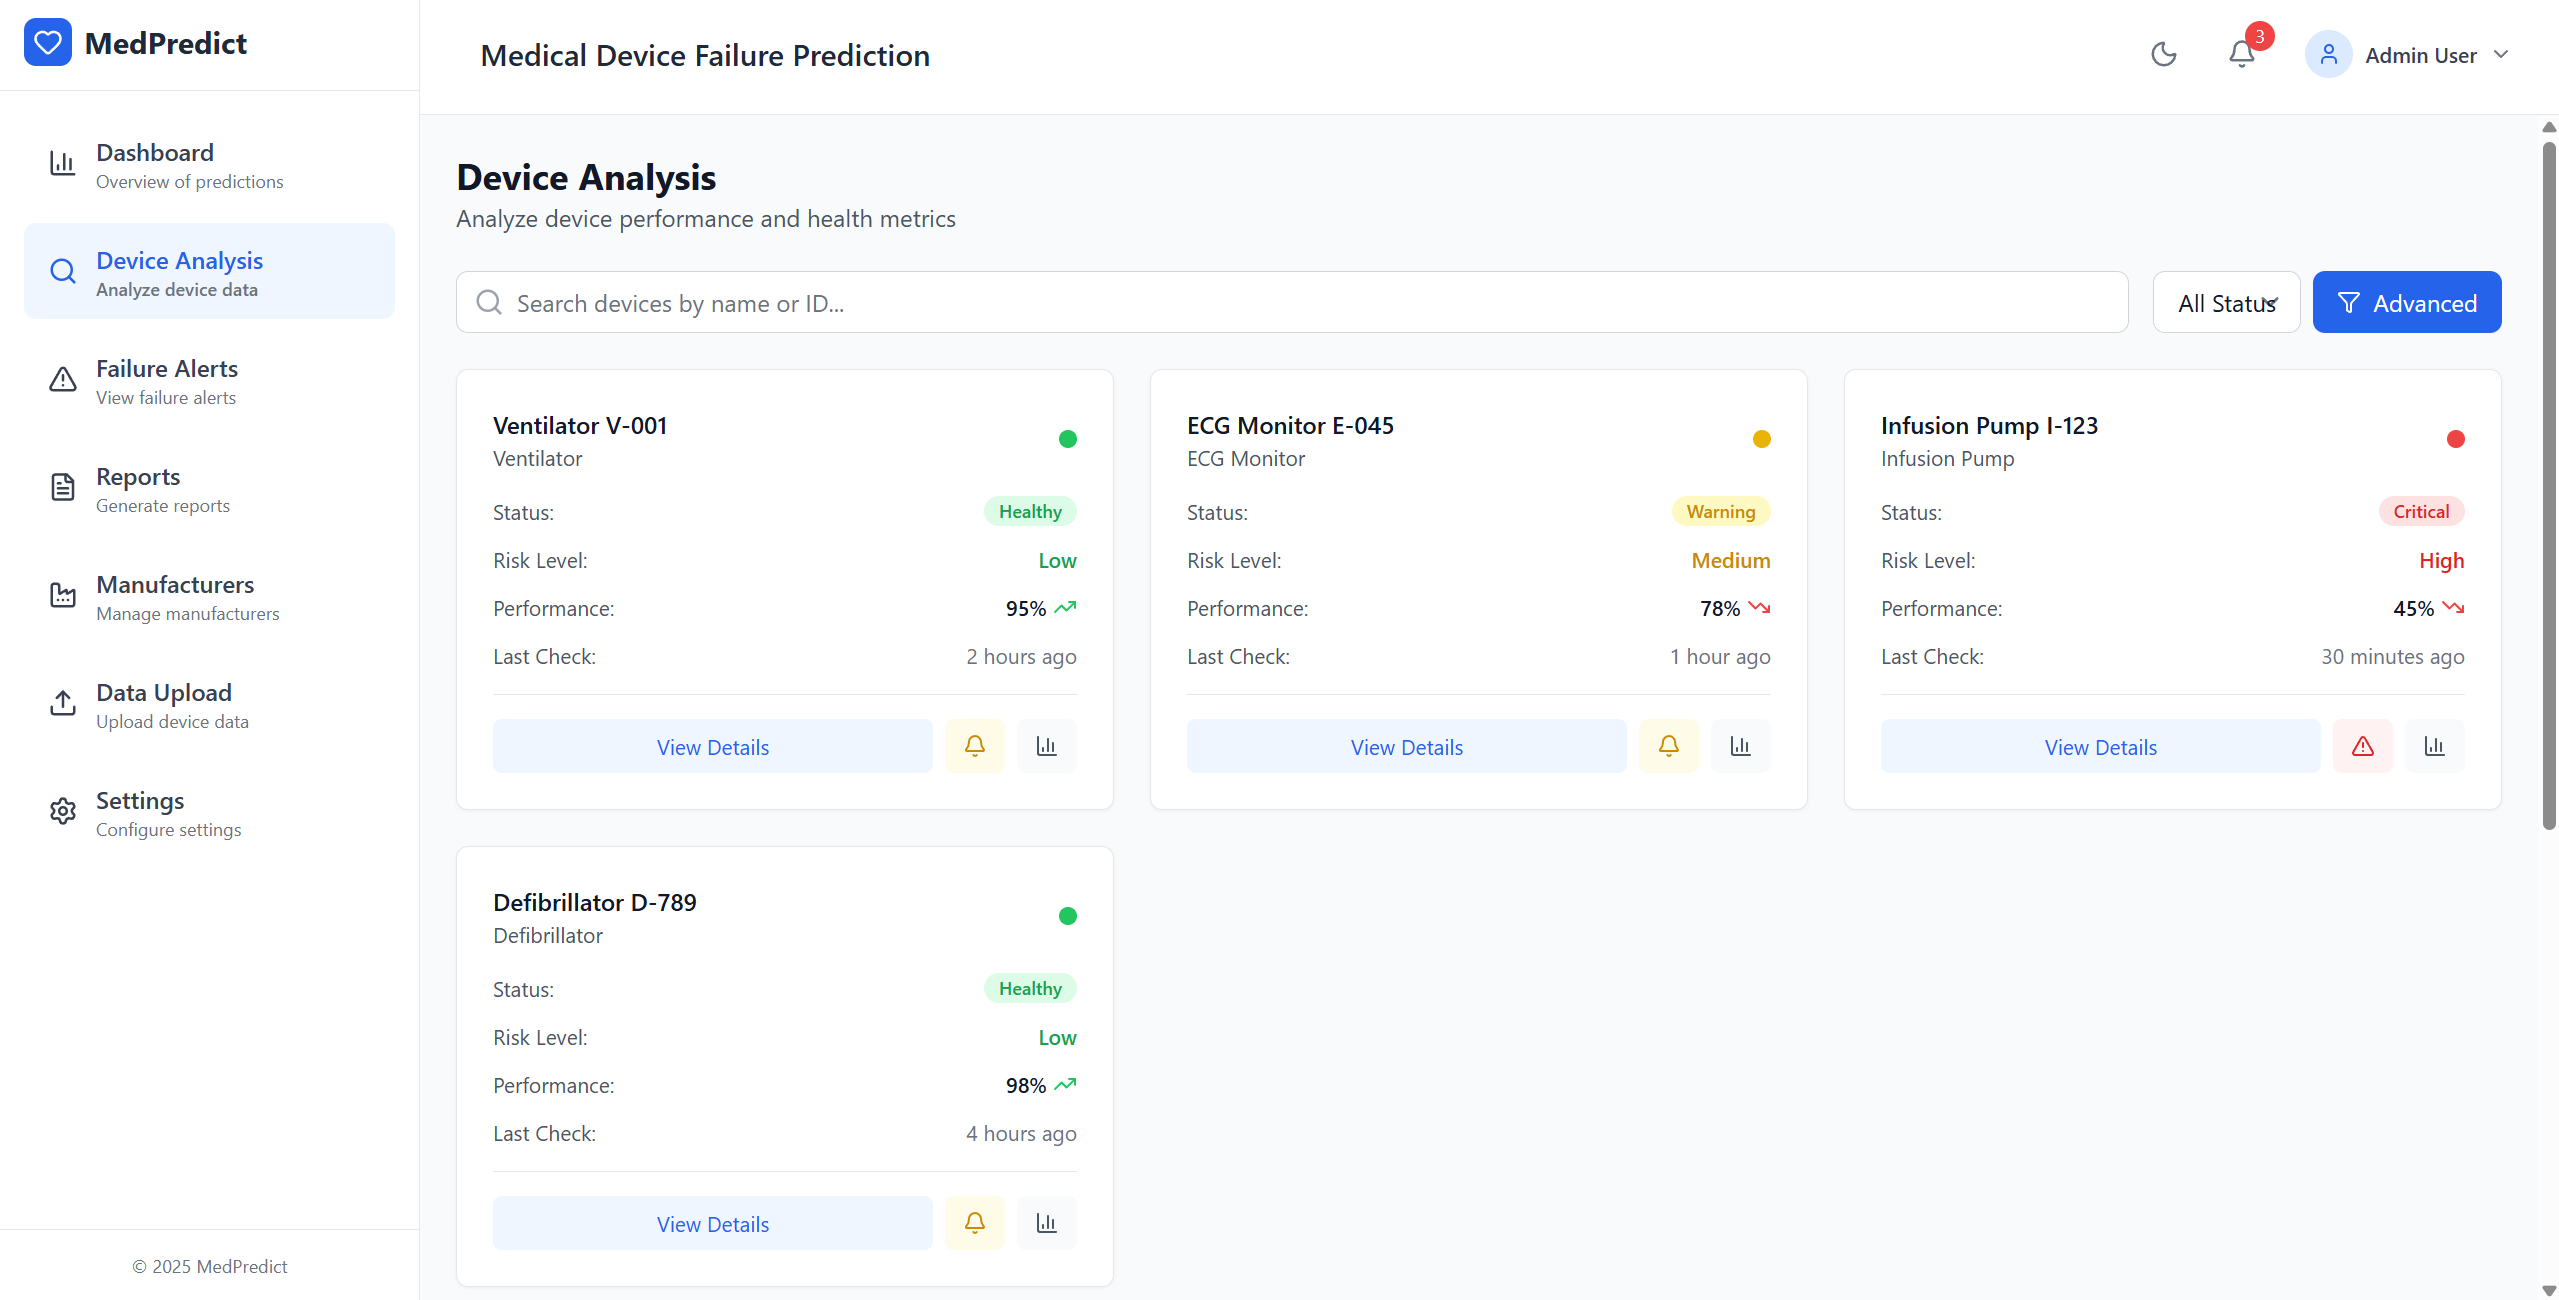 MedPredict
Medical Device Failure Prediction
3
Admin User
Dashboard
Overview of predictions
Device Analysis
Analyze device data
Failure Alerts
View failure alerts
Reports
Generate reports
Manufacturers
Manage manufacturers
Data Upload
Upload device data
Settings
Configure settings
© 2025 MedPredict
Device Analysis
Analyze device performance and health metrics
Search devices by name or ID...
All Status
Advanced
Ventilator V-001
Ventilator
Status: Healthy
Risk Level: Low
Performance: 95%
Last Check: 2 hours ago
View Details
ECG Monitor E-045
ECG Monitor
Status: Warning
Risk Level: Medium
Performance: 78%
Last Check: 1 hour ago
View Details
Infusion Pump I-123
Infusion Pump
Status: Critical
Risk Level: High
Performance: 45%
Last Check: 30 minutes ago
View Details
Defibrillator D-789
Defibrillator
Status: Healthy
Risk Level: Low
Performance: 98%
Last Check: 4 hours ago
View Details